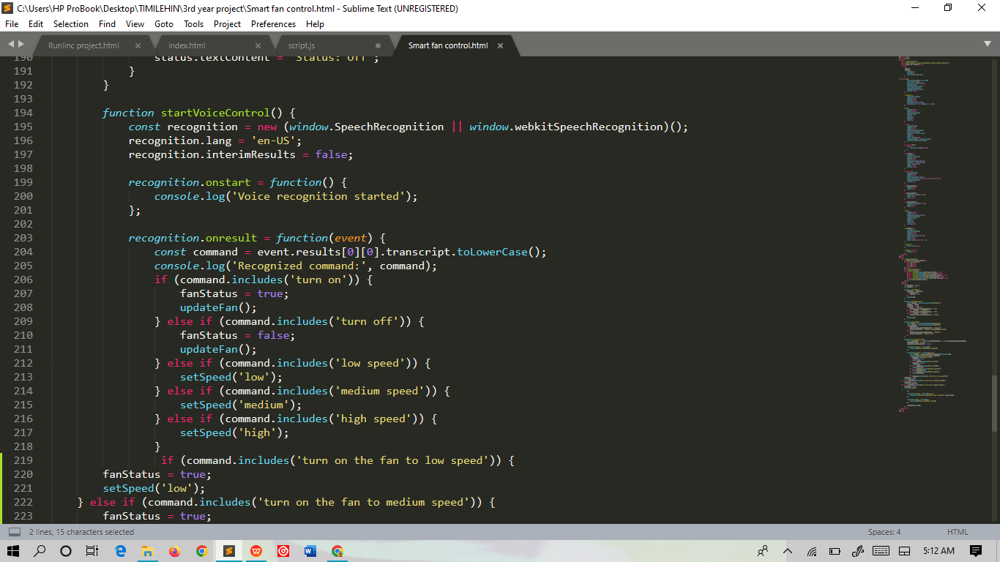 C:\Users\HP ProBook\Desktop\TIMILEHIN\3rd year project\Smart fan control.html - Sublime Text (UNREGISTERED)
File Edit Selection Find View Goto Tools Project Preferences Help
Runlinc project.html index.html script.js Smart fan control.html
190 status.textContent = 'Status: Off';
191 }
192 }
193
194 function startVoiceControl() {
195 const recognition = new (window.SpeechRecognition || window.webkitSpeechRecognition)();
196 recognition.lang = 'en-US';
197 recognition.interimResults = false;
198
199 recognition.onstart = function() {
200 console.log('Voice recognition started');
201 };
202
203 recognition.onresult = function(event) {
204 const command = event.results[0][0].transcript.toLowerCase();
205 console.log('Recognized command:', command);
206 if (command.includes('turn on')) {
207 fanStatus = true;
208 updateFan();
209 } else if (command.includes('turn off')) {
210 fanStatus = false;
211 updateFan();
212 } else if (command.includes('low speed')) {
213 setSpeed('low');
214 } else if (command.includes('medium speed')) {
215 setSpeed('medium');
216 } else if (command.includes('high speed')) {
217 setSpeed('high');
218 }
219 if (command.includes('turn on the fan to low speed')) {
220 fanStatus = true;
221 setSpeed('low');
222 } else if (command.includes('turn on the fan to medium speed')) {
223 fanStatus = true;
2 lines, 15 characters selected Spaces: 4 HTML
5:12 AM